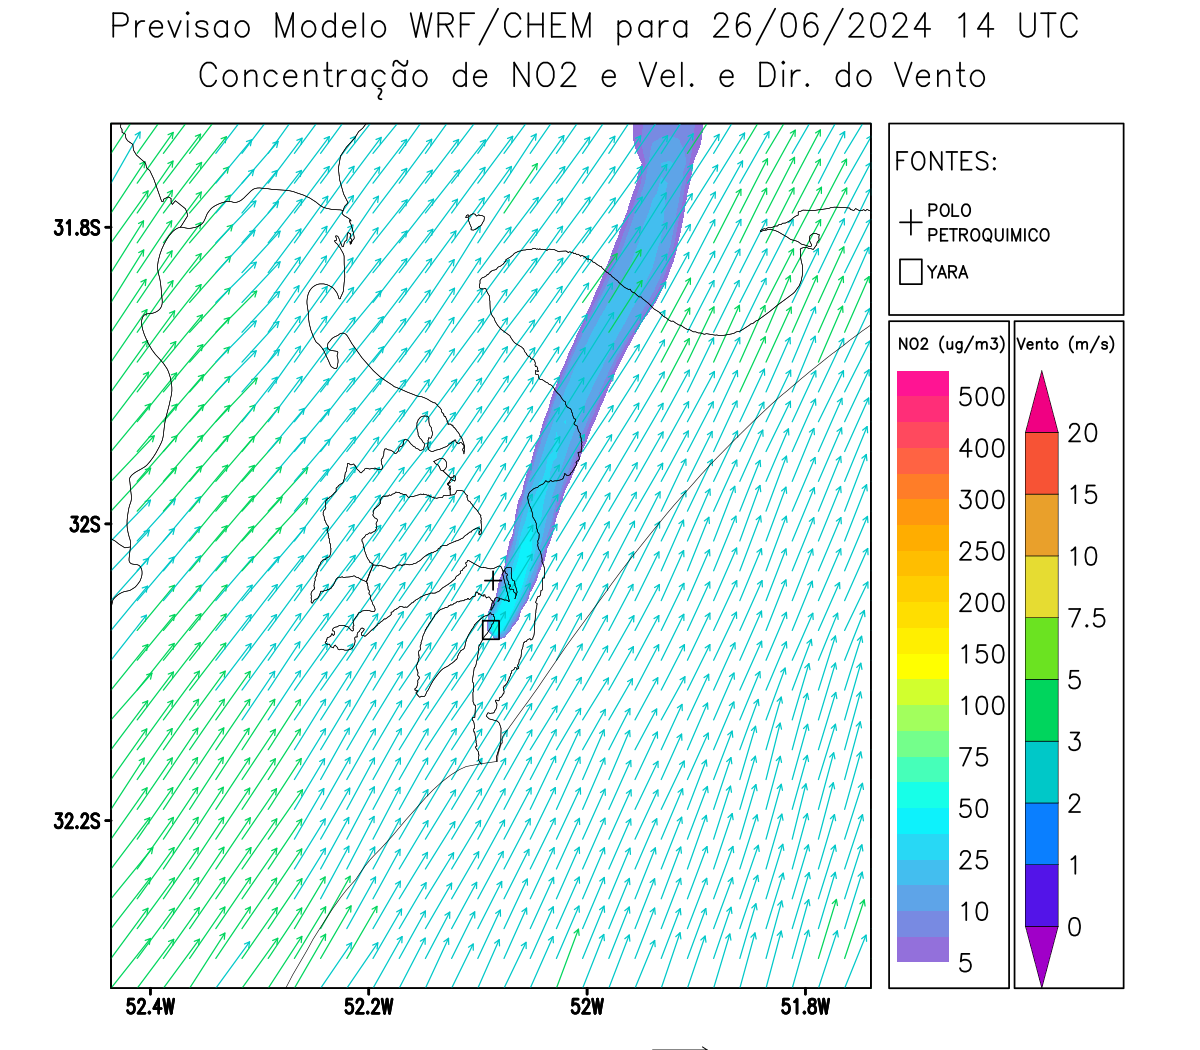 Previsao Modelo WRF/CHEM para 26/06/2024 14 UTC
Concentração de NO2 e Vel. e Dir. do Vento
FONTES:
POLO
PETROQUIMICO
YARA
NO2 (ug/m3)
500
400
300
250
200
150
100
75
50
25
10
5
Vento (m/s)
20
15
10
7.5
5
3
2
1
0
31.8S
32S
32.2S
52.4W
52.2W
52W
51.8W